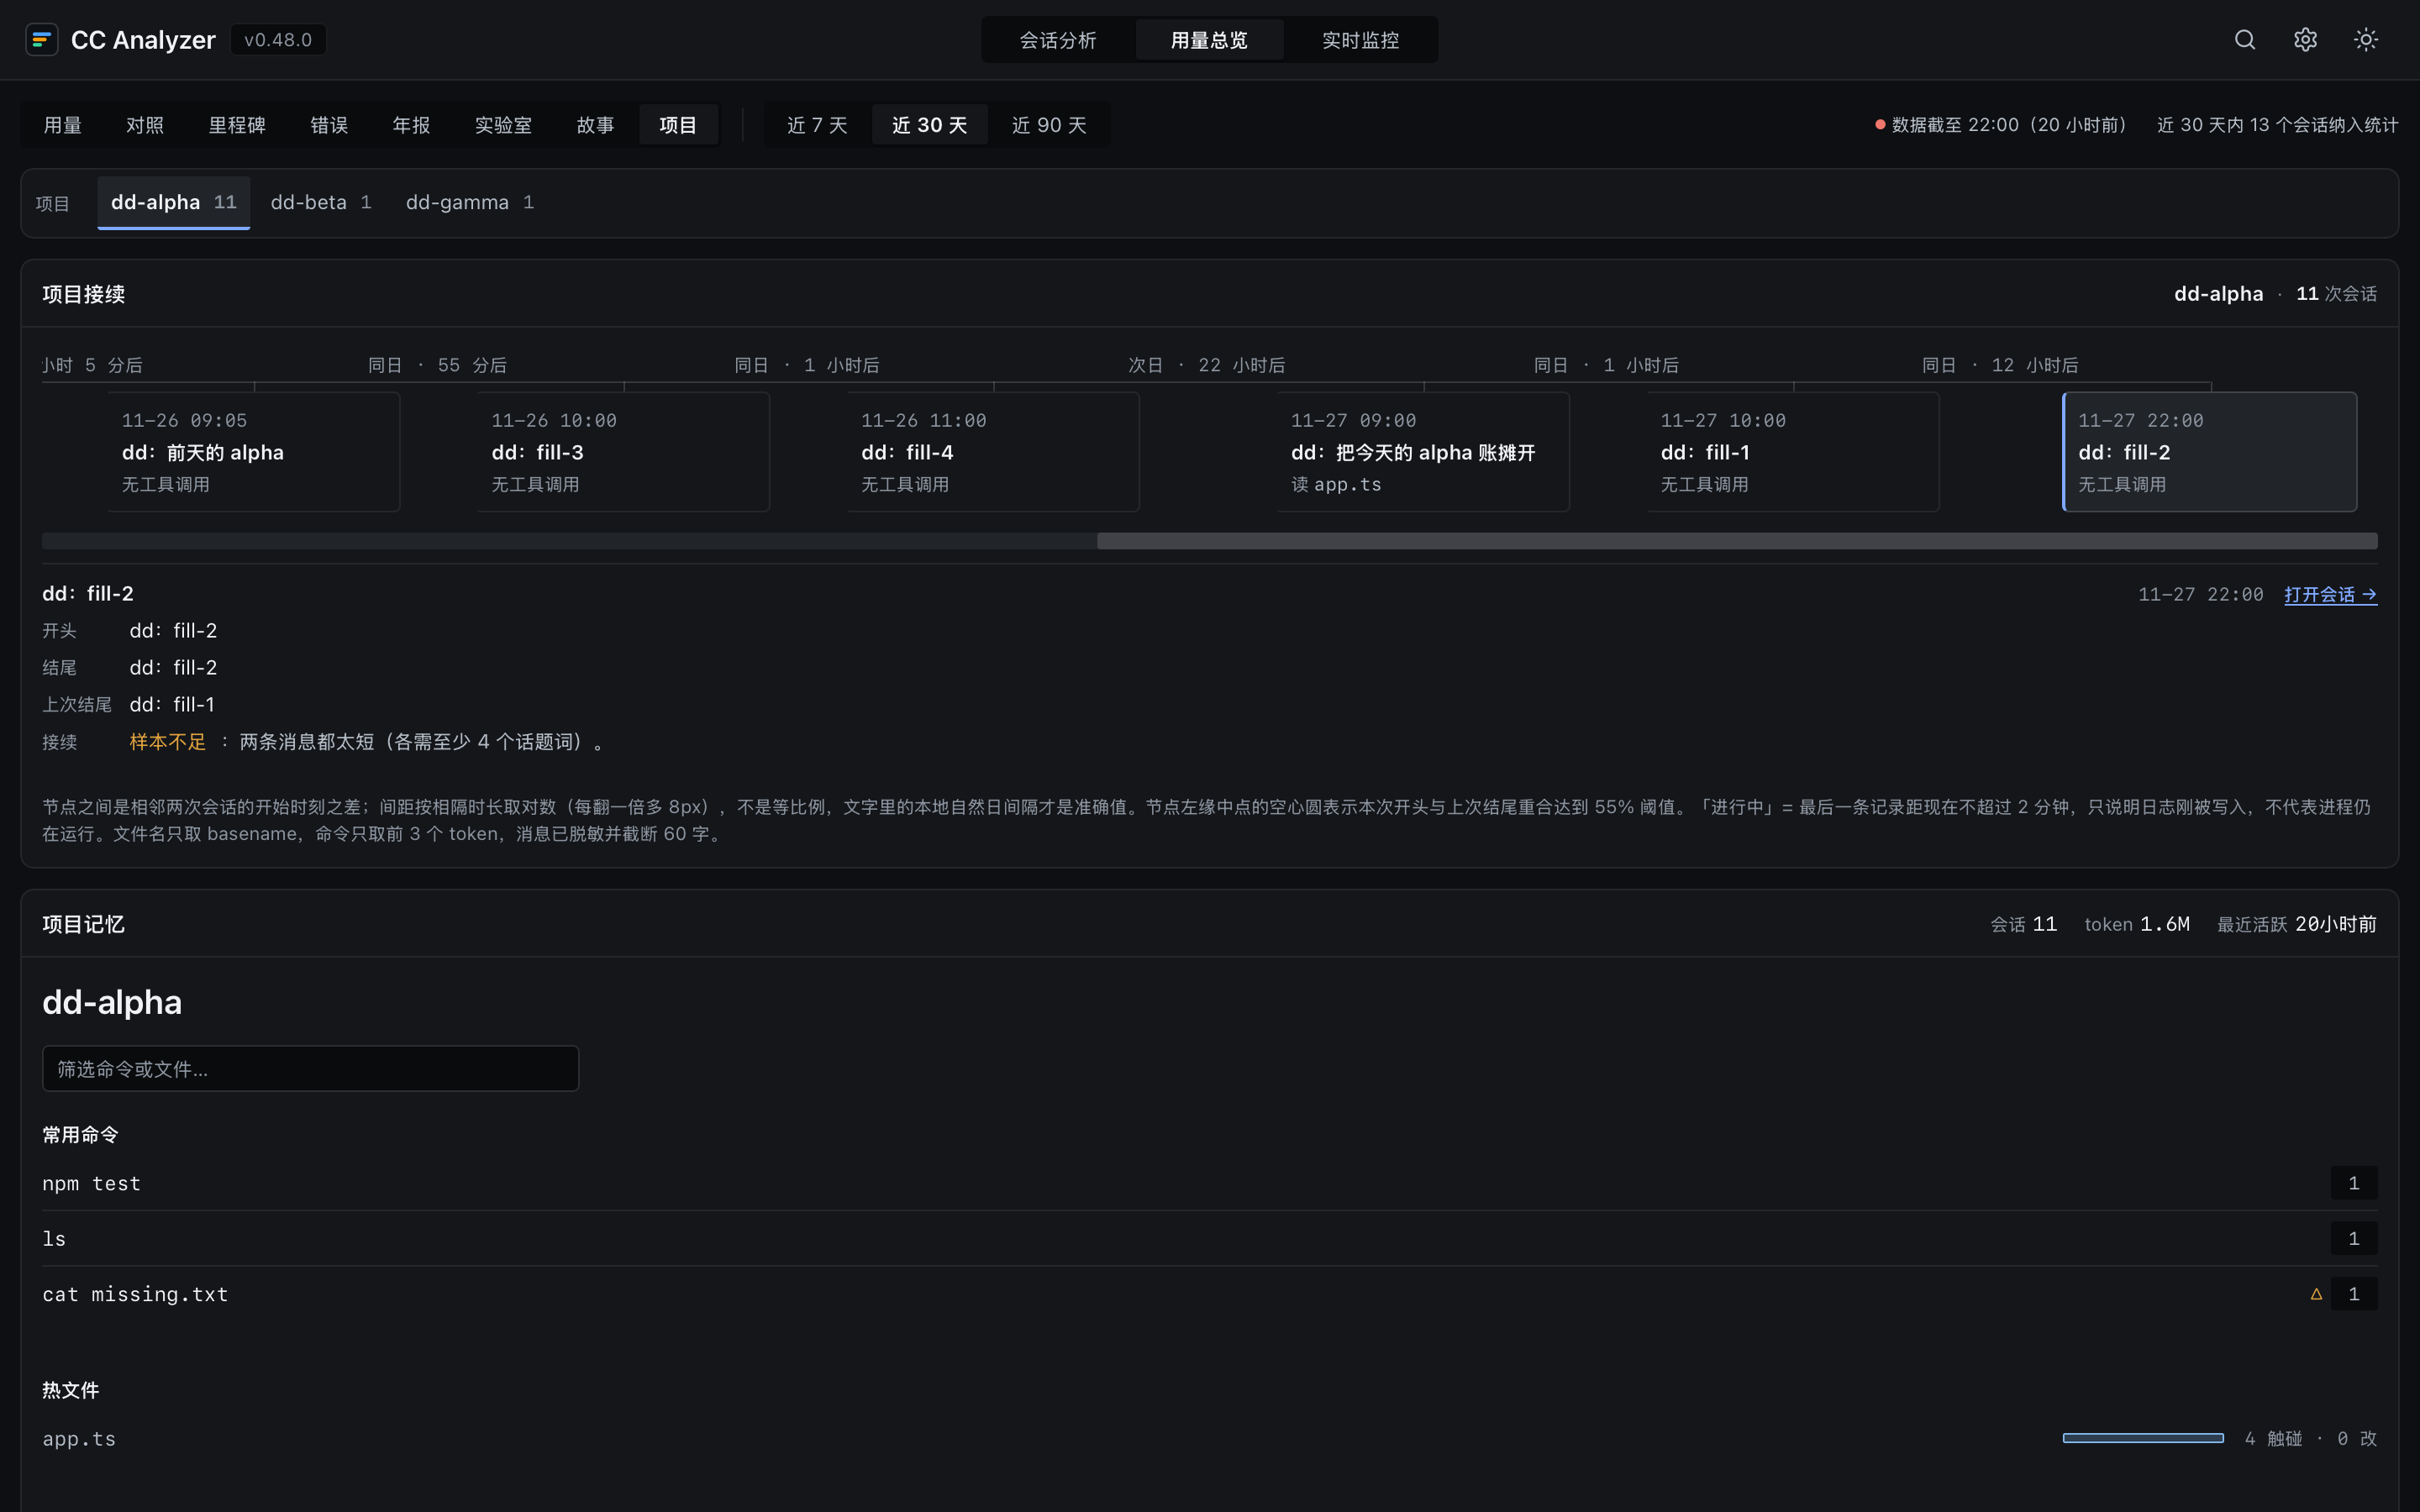 CC Analyzer v0.48.0 会话分析 用量总览 实时监控
用量 对照 里程碑 错误 年报 实验室 故事 项目 近 7 天 近 30 天 近 90 天 数据截至 22:00（20 小时前） 近 30 天内 13 个会话纳入统计
项目 dd-alpha 11 dd-beta 1 dd-gamma 1
项目接续 dd-alpha · 11 次会话
小时 5 分后 同日 · 55 分后 同日 · 1 小时后 次日 · 22 小时后 同日 · 1 小时后 同日 · 12 小时后
11-26 09:05 11-26 10:00 11-26 11:00 11-27 09:00 11-27 10:00 11-27 22:00
dd：前天的 alpha dd：fill-3 dd：fill-4 dd：把今天的 alpha 账摊开 dd：fill-1 dd：fill-2
无工具调用 无工具调用 无工具调用 读 app.ts 无工具调用 无工具调用
dd：fill-2 11-27 22:00 打开会话 →
开头 dd：fill-2
结尾 dd：fill-2
上次结尾 dd：fill-1
接续 样本不足 ：两条消息都太短（各需至少 4 个话题词）。
节点之间是相邻两次会话的开始时刻之差；间距按相隔时长取对数（每翻一倍多 8px），不是等比例，文字里的本地自然日间隔才是准确值。节点左缘中点的空心圆表示本次开头与上次结尾重合达到 55% 阈值。「进行中」= 最后一条记录距现在不超过 2 分钟，只说明日志刚被写入，不代表进程仍
在运行。文件名只取 basename，命令只取前 3 个 token，消息已脱敏并截断 60 字。
项目记忆 会话 11 token 1.6M 最近活跃 20小时前
dd-alpha
筛选命令或文件...
常用命令
npm test 1
ls 1
cat missing.txt △ 1
热文件
app.ts 4 触碰 · 0 改